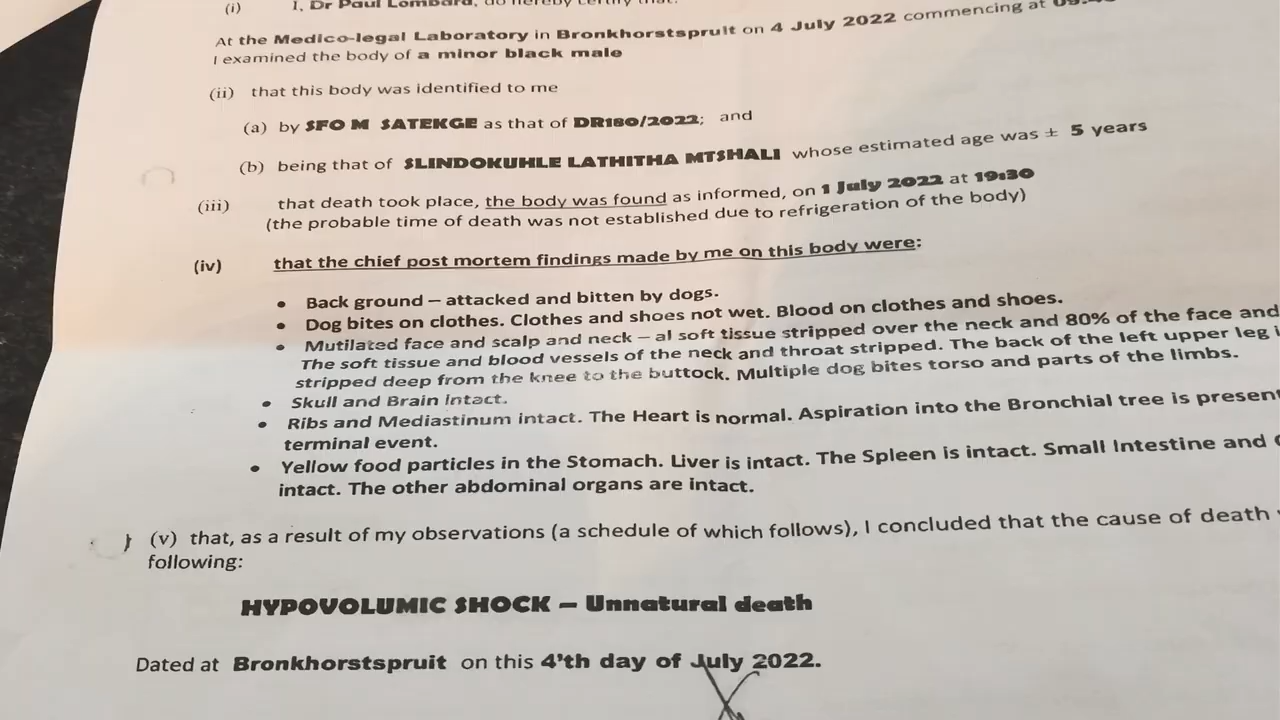 (i) I, Dr Paul Lombard, do hereby certify that:
At the Medico-legal Laboratory in Bronkhorstspruit on 4 July 2022 commencing at
I examined the body of a minor black male
(ii) that this body was identified to me
(a) by SFO M SATEKGE as that of DR180/2022; and
(b) being that of SLINDOKUHLE LATHITHA MTSHALI whose estimated age was ± 5 years
(iii) that death took place, the body was found as informed, on 1 July 2022 at 19:30
(the probable time of death was not established due to refrigeration of the body)
(iv) that the chief post mortem findings made by me on this body were:
• Back ground – attacked and bitten by dogs.
• Dog bites on clothes. Clothes and shoes not wet. Blood on clothes and shoes.
• Mutilated face and scalp and neck – al soft tissue stripped over the neck and 80% of the face and
The soft tissue and blood vessels of the neck and throat stripped. The back of the left upper leg
stripped deep from the knee to the buttock. Multiple dog bites torso and parts of the limbs.
• Skull and Brain intact.
• Ribs and Mediastinum intact. The Heart is normal. Aspiration into the Bronchial tree is present
terminal event.
• Yellow food particles in the Stomach. Liver is intact. The Spleen is intact. Small Intestine and
intact. The other abdominal organs are intact.
(v) that, as a result of my observations (a schedule of which follows), I concluded that the cause of death
following:
HYPOVOLUMIC SHOCK – Unnatural death
Dated at Bronkhorstspruit on this 4'th day of July 2022.